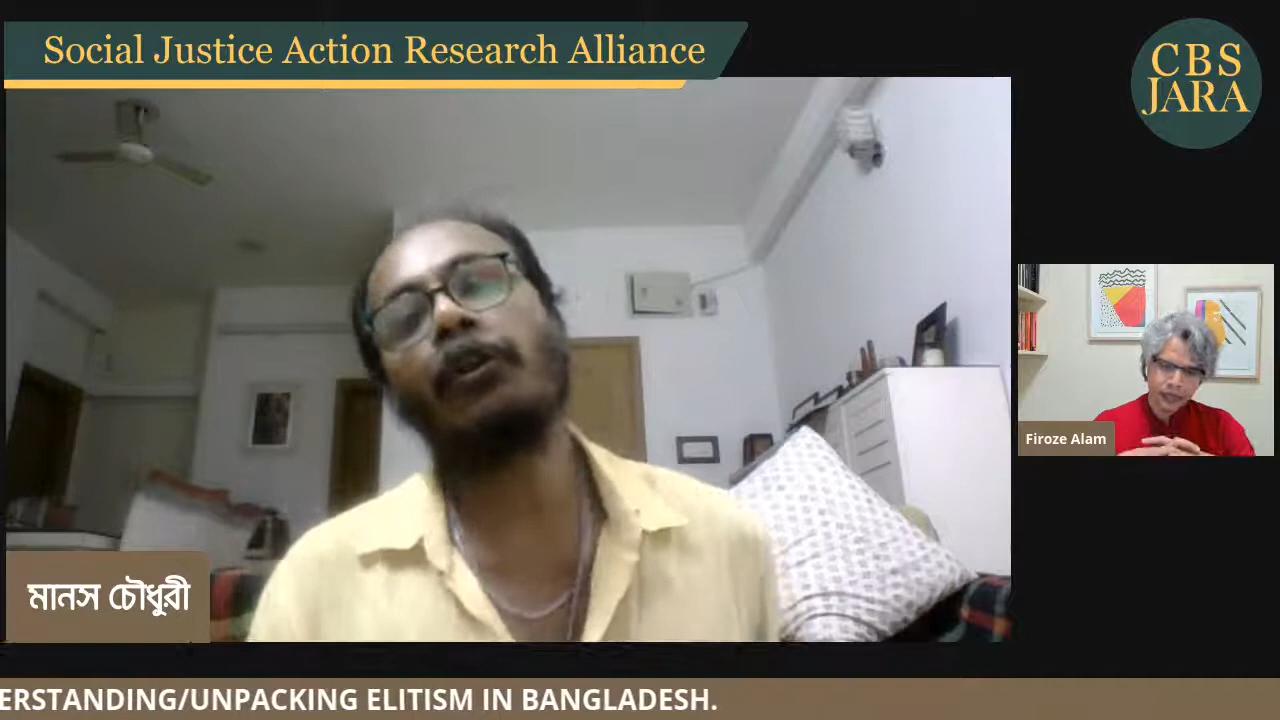 Social Justice Action Research Alliance
CBS
JARA
Firoze Alam
মানস চৌধুরী
ERSTANDING/UNPACKING ELITISM IN BANGLADESH.